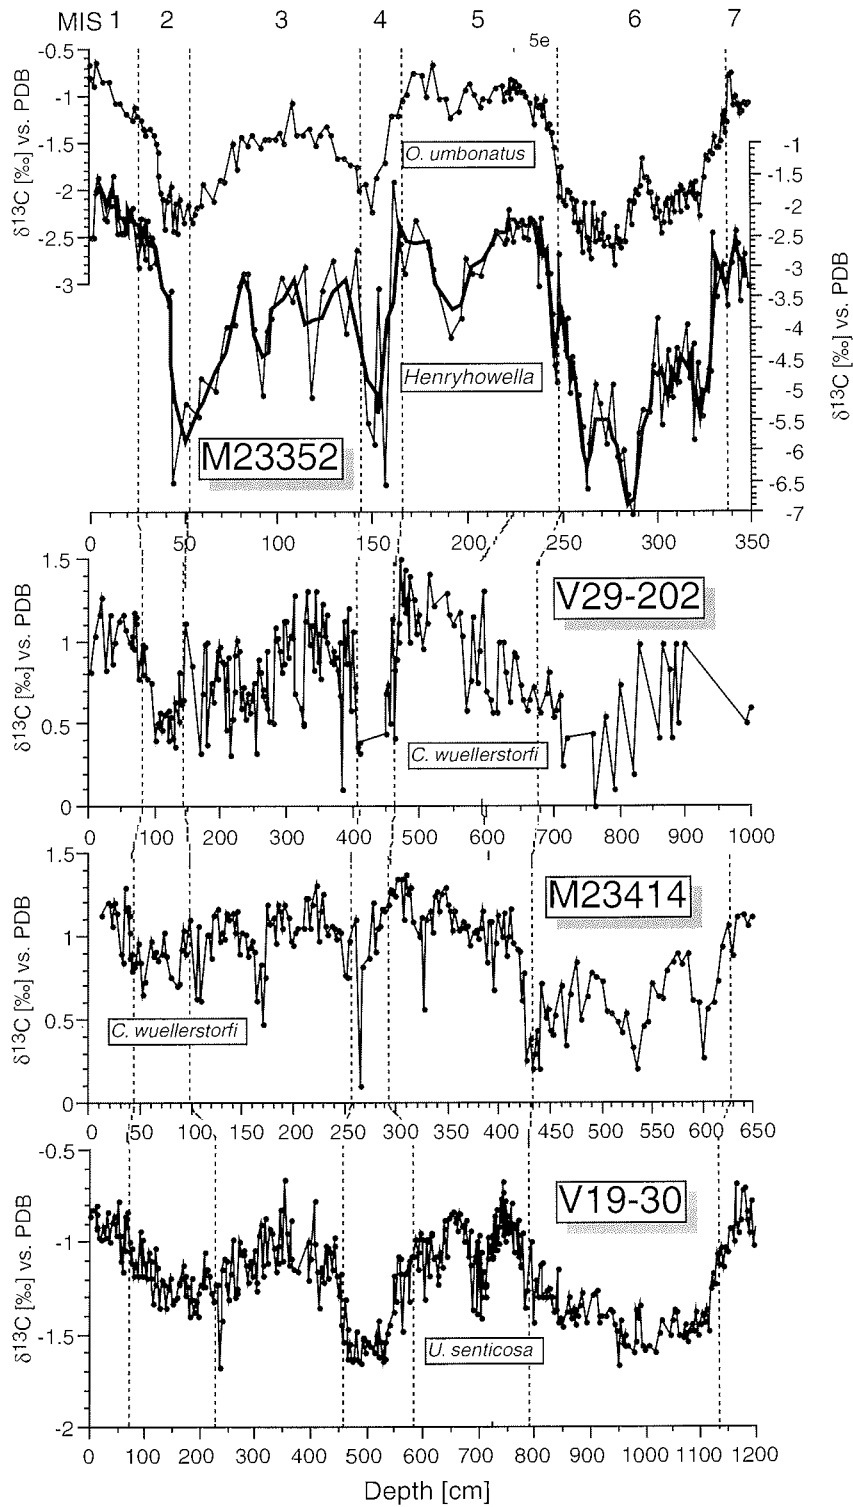 MIS 1 2 3 4 5 6 7
5e
-0.5
-1
-1.5
-2
-2.5
-3
δ13C [‰] vs. PDB
O. umbonatus
Henryhowella
M23352
-1
-1.5
-2
-2.5
-3
-3.5
-4
-4.5
-5
-5.5
-6
-6.5
-7
δ13C [‰] vs. PDB
0 50 100 150 200 250 300 350
1.5
1
0.5
0
δ13C [‰] vs. PDB
V29-202
C. wuellerstorfi
0 100 200 300 400 500 600 700 800 900 1000
1.5
1
0.5
0
δ13C [‰] vs. PDB
M23414
C. wuellerstorfi
0 50 100 150 200 250 300 350 400 450 500 550 600 650
-0.5
-1
-1.5
-2
δ13C [‰] vs. PDB
V19-30
U. senticosa
0 100 200 300 400 500 600 700 800 900 1000 1100 1200
Depth [cm]